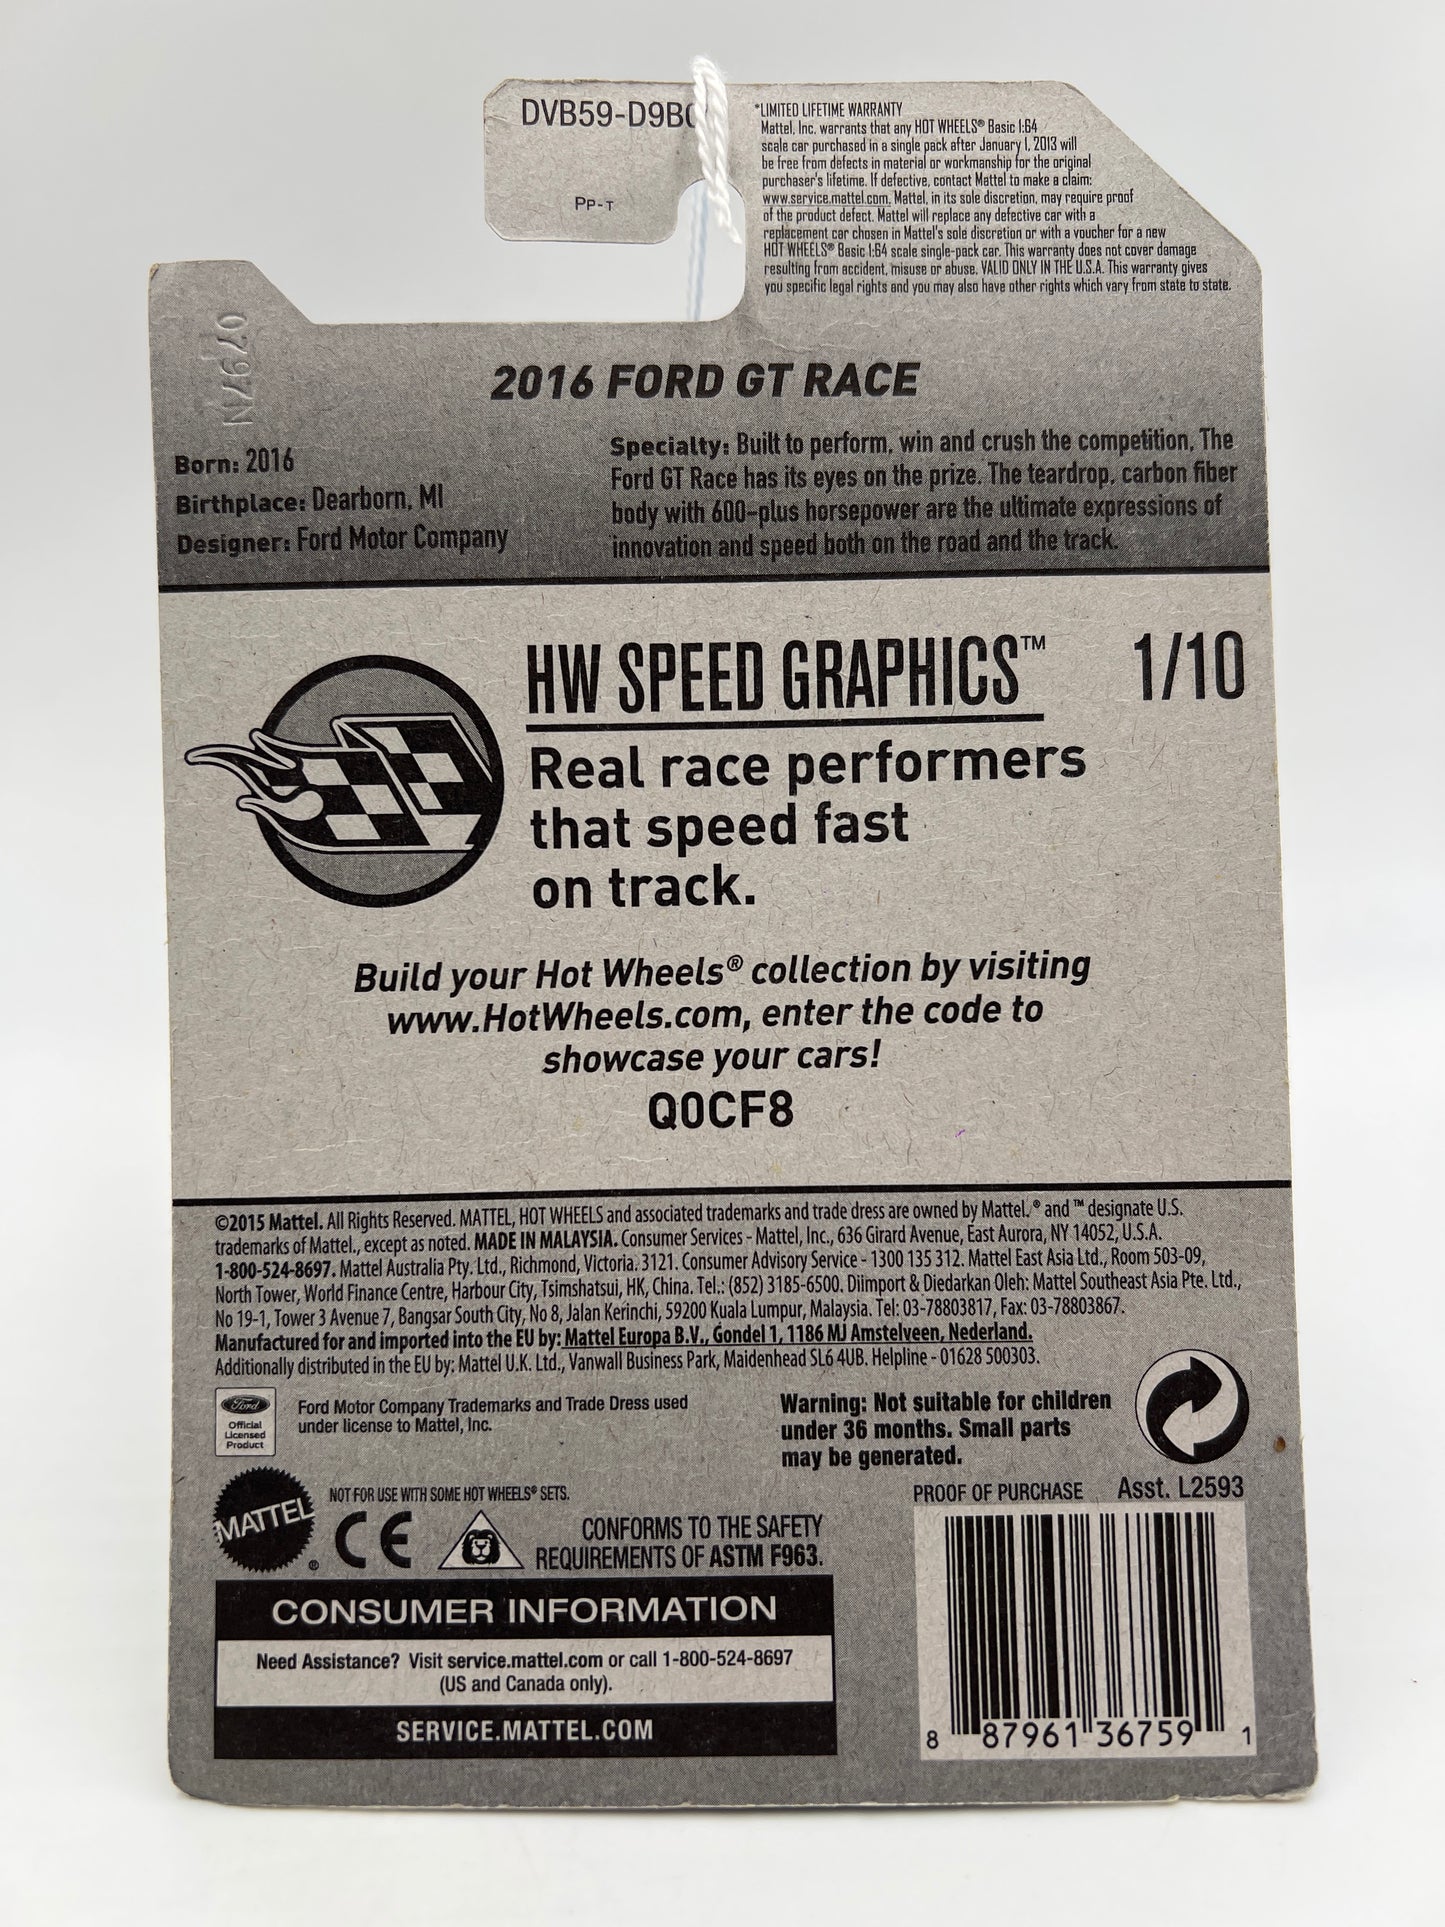 DVB59-D9B0
PP-T
*LIMITED LIFETIME WARRANTY
Mattel, Inc. warrants that any HOT WHEELS® Basic 1:64
scale car purchased in a single pack after January 1, 2013 will
be free from defects in material or workmanship for the original
purchaser's lifetime. If defective, contact Mattel to make a claim:
www.service.mattel.com. Mattel, in its sole discretion, may require proof
of the product defect. Mattel will replace any defective car with a
replacement car chosen in Mattel's sole discretion or with a voucher for a new
HOT WHEELS® Basic 1:64 scale single-pack car. This warranty does not cover damage
resulting from accident, misuse or abuse. VALID ONLY IN THE U.S.A. This warranty gives
you specific legal rights and you may also have other rights which vary from state to state.
0797N
2016 FORD GT RACE
Born: 2016
Birthplace: Dearborn, MI
Designer: Ford Motor Company
Specialty: Built to perform, win and crush the competition, The
Ford GT Race has its eyes on the prize. The teardrop, carbon fiber
body with 600-plus horsepower are the ultimate expressions of
innovation and speed both on the road and the track.
HW SPEED GRAPHICS™ 1/10
Real race performers
that speed fast
on track.
Build your Hot Wheels® collection by visiting
www.HotWheels.com, enter the code to
showcase your cars!
Q0CF8
©2015 Mattel. All Rights Reserved. MATTEL, HOT WHEELS and associated trademarks and trade dress are owned by Mattel. ® and ™ designate U.S.
trademarks of Mattel., except as noted. MADE IN MALAYSIA. Consumer Services - Mattel, Inc., 636 Girard Avenue, East Aurora, NY 14052, U.S.A.
1-800-524-8697. Mattel Australia Pty. Ltd., Richmond, Victoria. 3121. Consumer Advisory Service - 1300 135 312. Mattel East Asia Ltd., Room 503-09,
North Tower, World Finance Centre, Harbour City, Tsimshatsui, HK, China. Tel.: (852) 3185-6500. Diimport & Diedarkan Oleh: Mattel Southeast Asia Pte. Ltd.,
No 19-1, Tower 3 Avenue 7, Bangsar South City, No 8, Jalan Kerinchi, 59200 Kuala Lumpur, Malaysia. Tel: 03-78803817, Fax: 03-78803867.
Manufactured for and imported into the EU by: Mattel Europa B.V., Gondel 1, 1186 MJ Amstelveen, Nederland.
Additionally distributed in the EU by: Mattel U.K. Ltd., Vanwall Business Park, Maidenhead SL6 4UB. Helpline - 01628 500303.
Ford
Official
Licensed
Product
Ford Motor Company Trademarks and Trade Dress used
under license to Mattel, Inc.
Warning: Not suitable for children
under 36 months. Small parts
may be generated.
MATTEL®
NOT FOR USE WITH SOME HOT WHEELS® SETS.
CE
CONFORMS TO THE SAFETY
REQUIREMENTS OF ASTM F963.
PROOF OF PURCHASE Asst. L2593
CONSUMER INFORMATION
Need Assistance? Visit service.mattel.com or call 1-800-524-8697
(US and Canada only).
SERVICE.MATTEL.COM
8 87961 36759 1